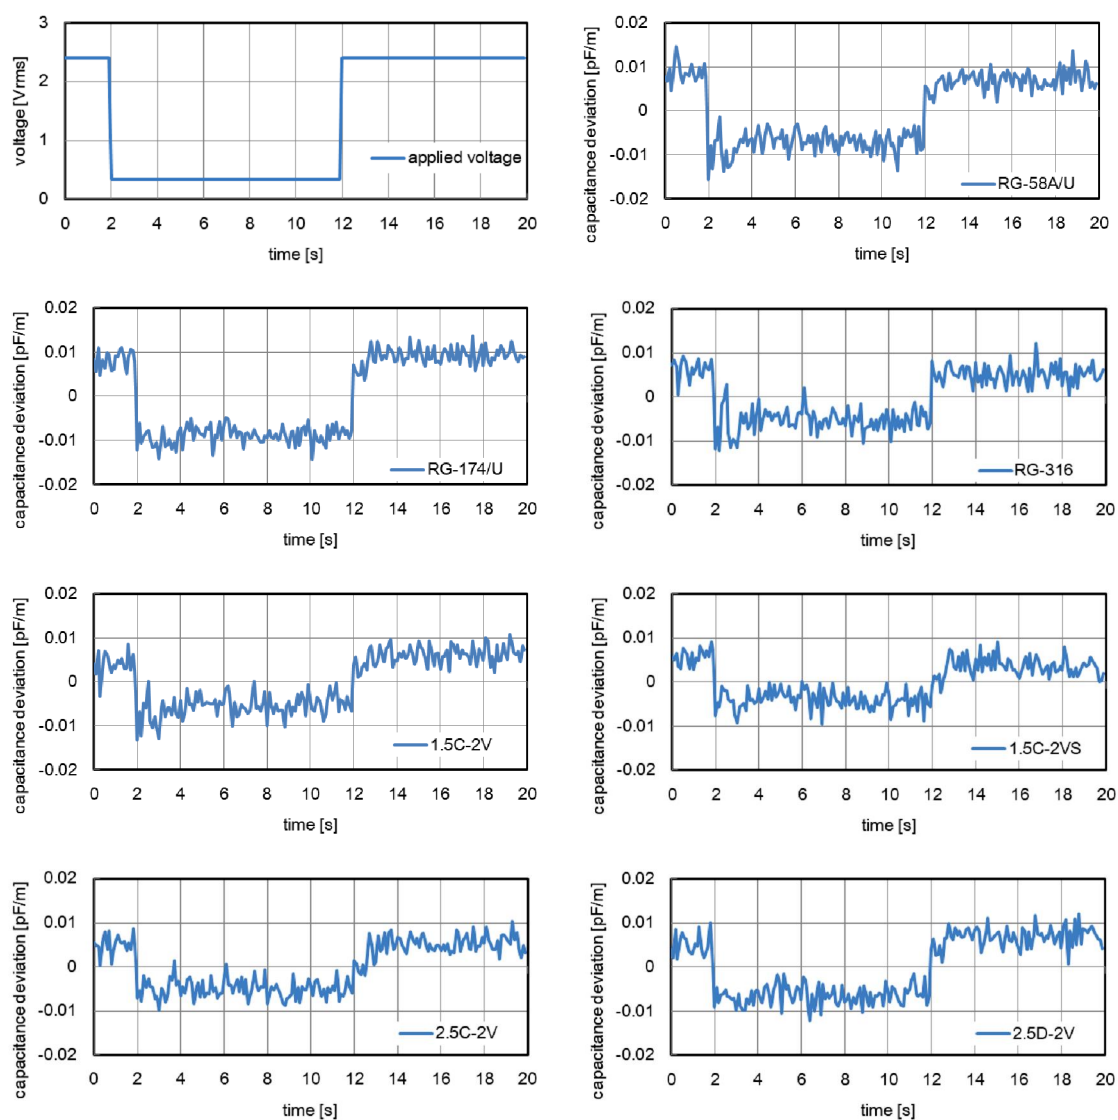 voltage [Vrms]
3
2
1
0
applied voltage
0 2 4 6 8 10 12 14 16 18 20
time [s]
capacitance deviation [pF/m]
0.02
0.01
0
-0.01
-0.02
RG-58A/U
0 2 4 6 8 10 12 14 16 18 20
time [s]
capacitance deviation [pF/m]
0.02
0.01
0
-0.01
-0.02
RG-174/U
0 2 4 6 8 10 12 14 16 18 20
time [s]
capacitance deviation [pF/m]
0.02
0.01
0
-0.01
-0.02
RG-316
0 2 4 6 8 10 12 14 16 18 20
time [s]
capacitance deviation [pF/m]
0.02
0.01
0
-0.01
-0.02
1.5C-2V
0 2 4 6 8 10 12 14 16 18 20
time [s]
capacitance deviation [pF/m]
0.02
0.01
0
-0.01
-0.02
1.5C-2VS
0 2 4 6 8 10 12 14 16 18 20
time [s]
capacitance deviation [pF/m]
0.02
0.01
0
-0.01
-0.02
2.5C-2V
0 2 4 6 8 10 12 14 16 18 20
time [s]
capacitance deviation [pF/m]
0.02
0.01
0
-0.01
-0.02
2.5D-2V
0 2 4 6 8 10 12 14 16 18 20
time [s]